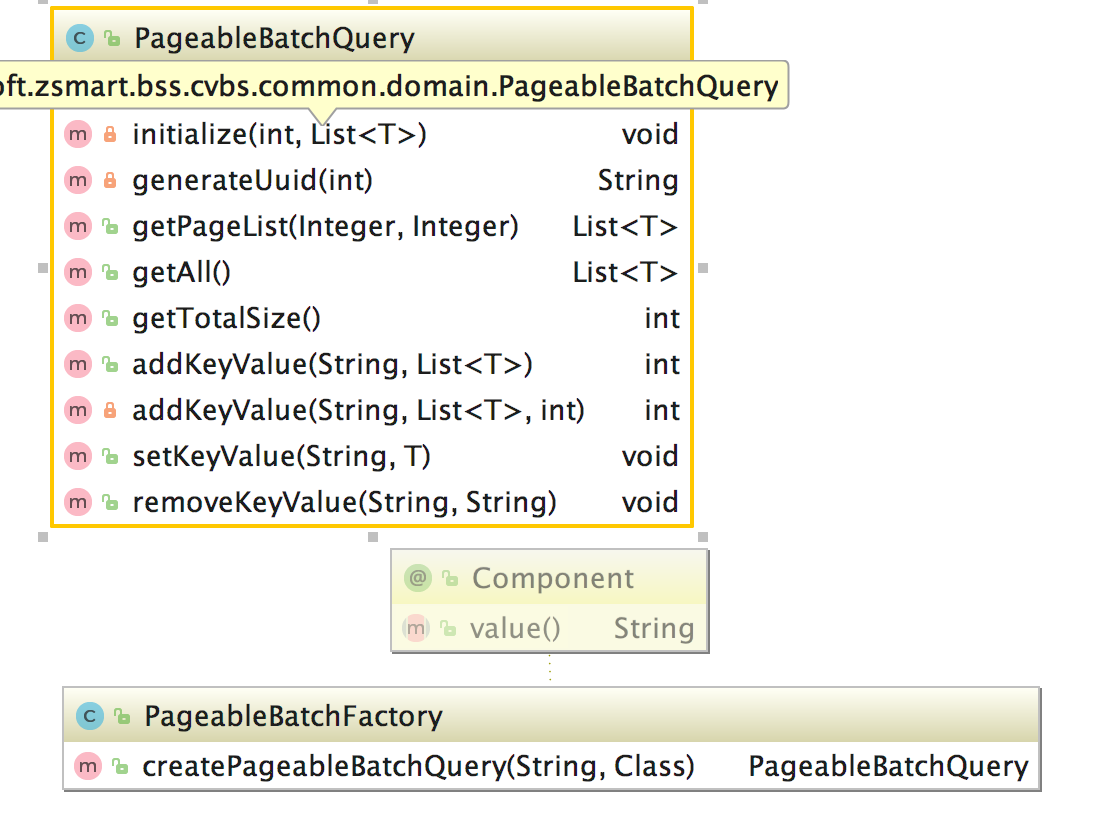 C PageableBatchQuery
oft.zsmart.bss.cvbs.common.domain.PageableBatchQuery
m initialize(int, List<T>) void
m generateUuid(int) String
m getPageList(Integer, Integer) List<T>
m getAll() List<T>
m getTotalSize() int
m addKeyValue(String, List<T>) int
m addKeyValue(String, List<T>, int) int
m setKeyValue(String, T) void
m removeKeyValue(String, String) void
@ Component
m value() String
C PageableBatchFactory
m createPageableBatchQuery(String, Class) PageableBatchQuery